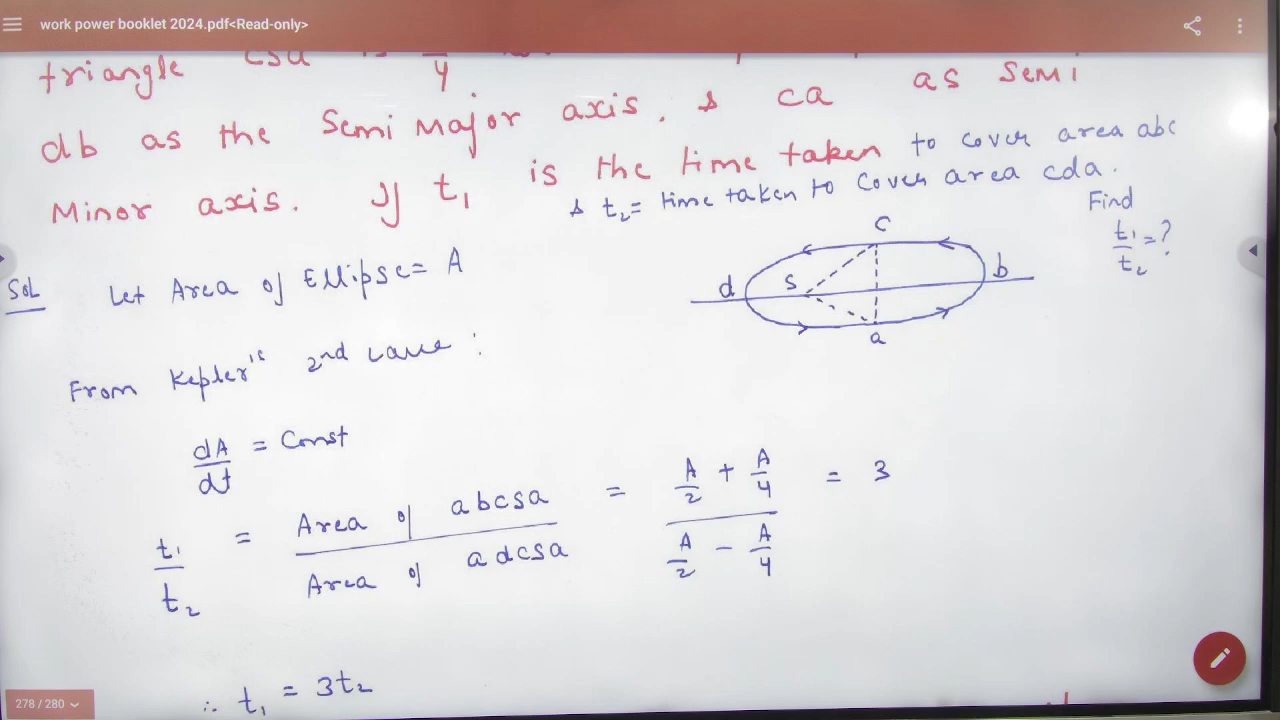 work power booklet 2024.pdf<Read-only>
triangle csa is /4
db as the Semi Major axis. & ca as semi
Minor axis. If t₁ is the time taken to cover area abc
& t₂ = time taken to cover area cda.
Find
t₁/t₂ = ?
c
d s b
a
Sol Let Area of Ellipse = A
From Kepler's 2nd Lawe :
dA/dt = Const
t₁/t₂ = Area of abcsa / Area of adcsa = (A/2 + A/4) / (A/2 - A/4) = 3
∴ t₁ = 3t₂
278 / 280